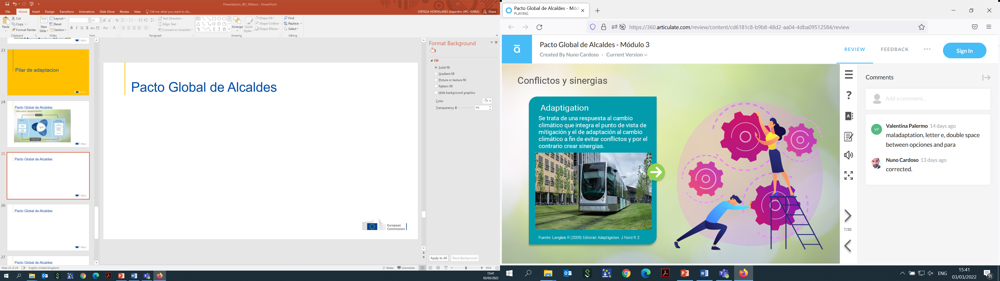 Presentacion_JRC_9Marzo - PowerPoint
File Home Insert Design Transitions Animations Slide Show Review View Tell me what you want to do...
ORTEGA HORTELANO Alejandro (JRC-ISPRA) Share
Paste
Cut
Copy
Format Painter
Clipboard
New Slide
Layout
Reset
Section
Slides
24
B I U S abc AV Aa A
Font
Text Direction
Align Text
Convert to SmartArt
Paragraph
Arrange
Quick Styles
Shape Fill
Shape Outline
Shape Effects
Drawing
Find
Replace
Select
Editing
23
Pilar de adaptacion
24
Pacto Global de Alcaldes
25
Pacto Global de Alcaldes
26
Pacto Global de Alcaldes
27
Pacto Global de Alcaldes
Pacto Global de Alcaldes
European
Commission
Format Background
Fill
Solid fill
Gradient fill
Picture or texture fill
Pattern fill
Hide background graphics
Color
Transparency 0%
Apply to All Reset Background
Slide 25 of 29 English (United Kingdom)
Notes Comments 95%
15:41
03/03/2022
Pacto Global de Alcaldes - Mód
PLAYING
https://360.articulate.com/review/content/cd6181c8-b9b8-48d2-aa04-4dba09512584/review
Pacto Global de Alcaldes - Módulo 3
Created By Nuno Cardoso · Current Version
REVIEW FEEDBACK Sign In
Conflictos y sinergias
Adaptigation
Se trata de una respuesta al cambio
climático que integra el punto de vista de
mitigación y el de adaptación al cambio
climático a fin de evitar conflictos y por el
contrario crear sinergias.
Fuente: Langlais R (2009) Editorial: Adaptigation. J Nord 9: 2
7/30
Comments
Add a comment...
VP
Valentina Palermo 14 days ago
maladaptation, letter e, double space
between opciones and para
Nuno Cardoso 13 days ago
corrected.
ENG
15:41
03/03/2022
11